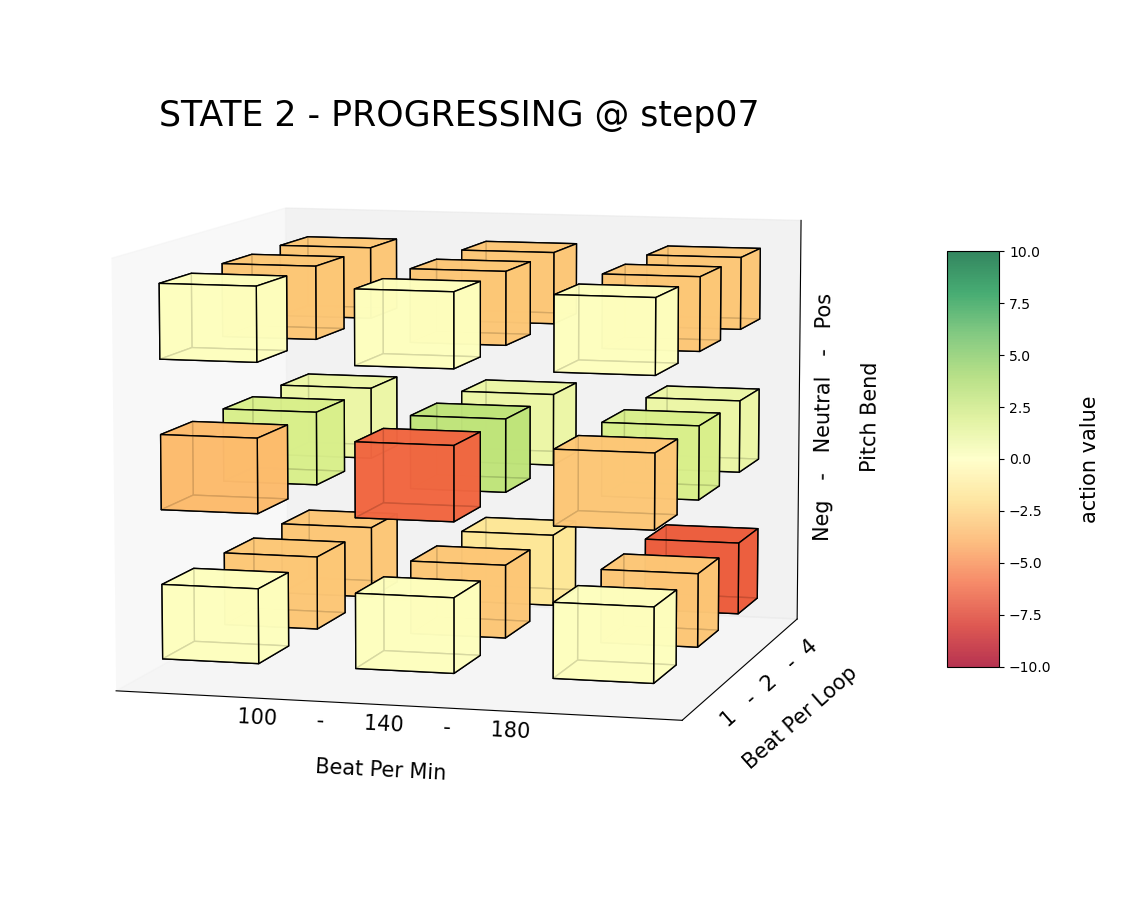 STATE 2 - PROGRESSING @ step07
Neg - Neutral - Pos
Pitch Bend
100 - 140 - 180
Beat Per Min
1 - 2 - 4
Beat Per Loop
10.0
7.5
5.0
2.5
0.0
−2.5
−5.0
−7.5
−10.0
action value